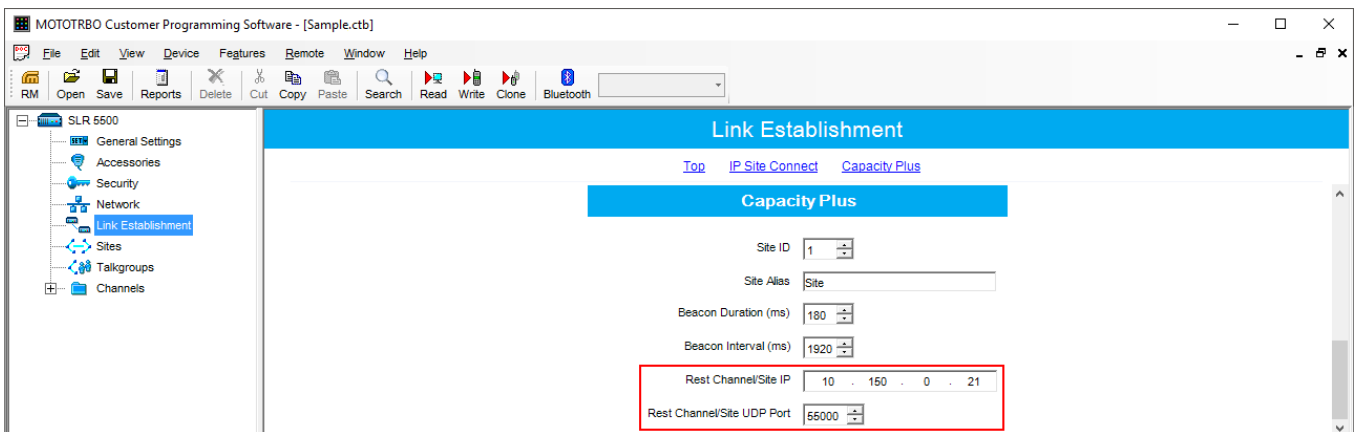 MOTOTRBO Customer Programming Software - [Sample.ctb]
File Edit View Device Features Remote Window Help
RM Open Save Reports Delete Cut Copy Paste Search Read Write Clone Bluetooth
SLR 5500
General Settings
Accessories
Security
Network
Link Establishment
Sites
Talkgroups
Channels
Link Establishment
Top IP Site Connect Capacity Plus
Capacity Plus
Site ID 1
Site Alias Site
Beacon Duration (ms) 180
Beacon Interval (ms) 1920
Rest Channel/Site IP 10 . 150 . 0 . 21
Rest Channel/Site UDP Port 55000